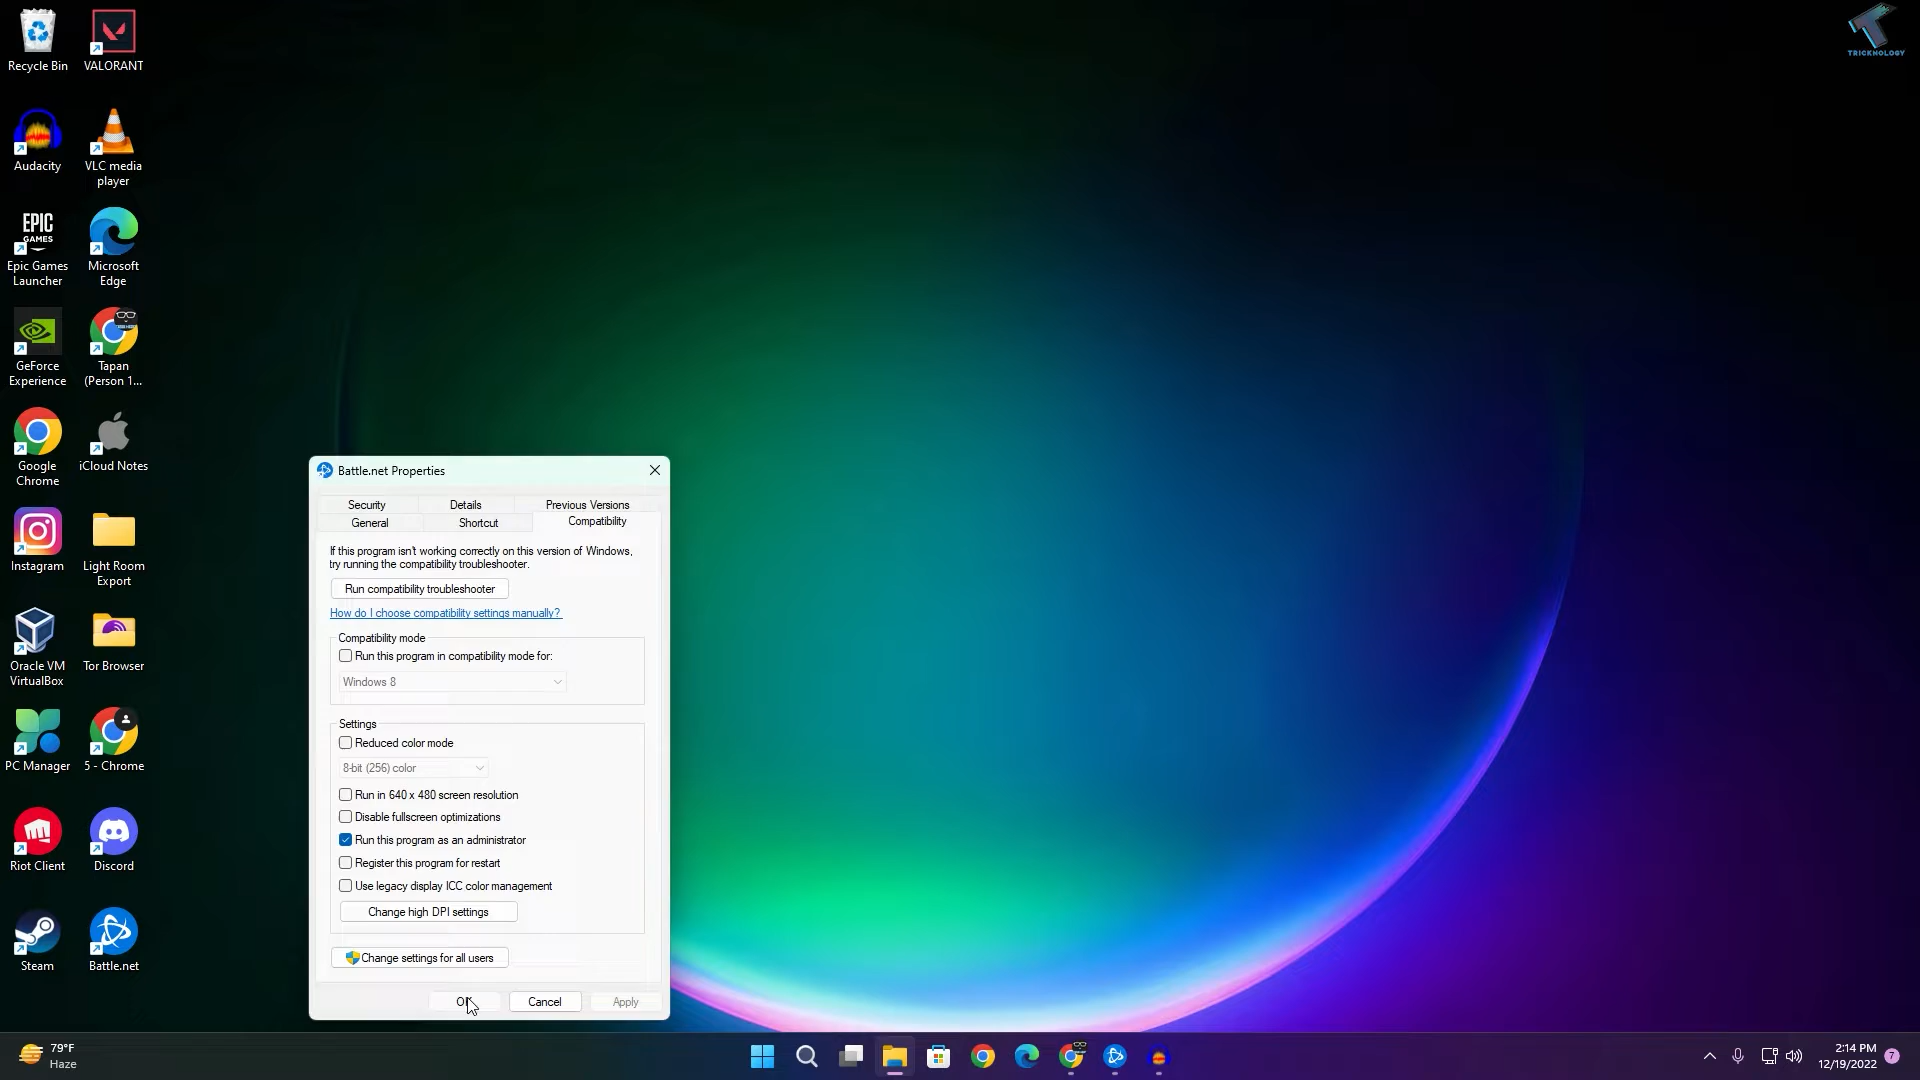 Recycle Bin
VALORANT
TRICKNOLOGY
Audacity
VLC media
player
EPIC
GAMES
Epic Games
Launcher
Microsoft
Edge
GeForce
Experience
Tapan
(Person 1...
Google
Chrome
iCloud Notes
Instagram
Light Room
Export
Oracle VM
VirtualBox
Tor Browser
PC Manager
5 - Chrome
Riot Client
Discord
Steam
Battle.net
Battle.net Properties
Security
Details
Previous Versions
General
Shortcut
Compatibility
If this program isn't working correctly on this version of Windows,
try running the compatibility troubleshooter.
Run compatibility troubleshooter
How do I choose compatibility settings manually?
Compatibility mode
Run this program in compatibility mode for:
Windows 8
Settings
Reduced color mode
8-bit (256) color
Run in 640 x 480 screen resolution
Disable fullscreen optimizations
Run this program as an administrator
Register this program for restart
Use legacy display ICC color management
Change high DPI settings
Change settings for all users
OK
Cancel
Apply
79°F
Haze
2:14 PM
12/19/2022
7